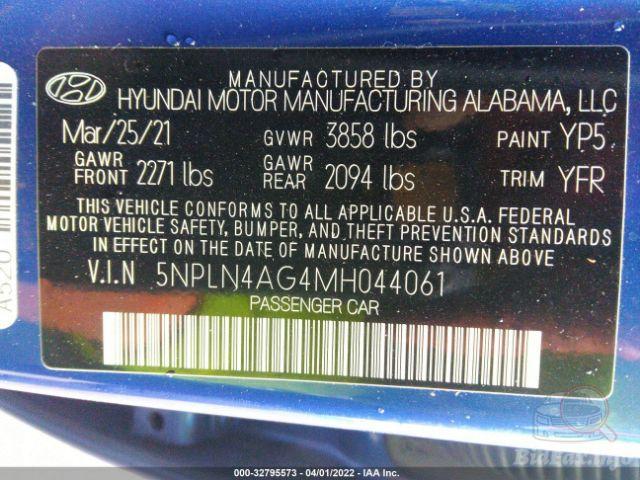 MANUFACTURED BY
HYUNDAI MOTOR MANUFACTURING ALABAMA, LLC
Mar/25/21 GVWR 3858 lbs PAINT YP5
GAWR FRONT 2271 lbs GAWR REAR 2094 lbs TRIM YFR
THIS VEHICLE CONFORMS TO ALL APPLICABLE U.S.A. FEDERAL
MOTOR VEHICLE SAFETY, BUMPER, AND THEFT PREVENTION STANDARDS
IN EFFECT ON THE DATE OF MANUFACTURE SHOWN ABOVE
V.I.N 5NPLN4AG4MH044061
PASSENGER CAR
A520
BidFax.info
000-32795573 - 04/01/2022 - IAA Inc.